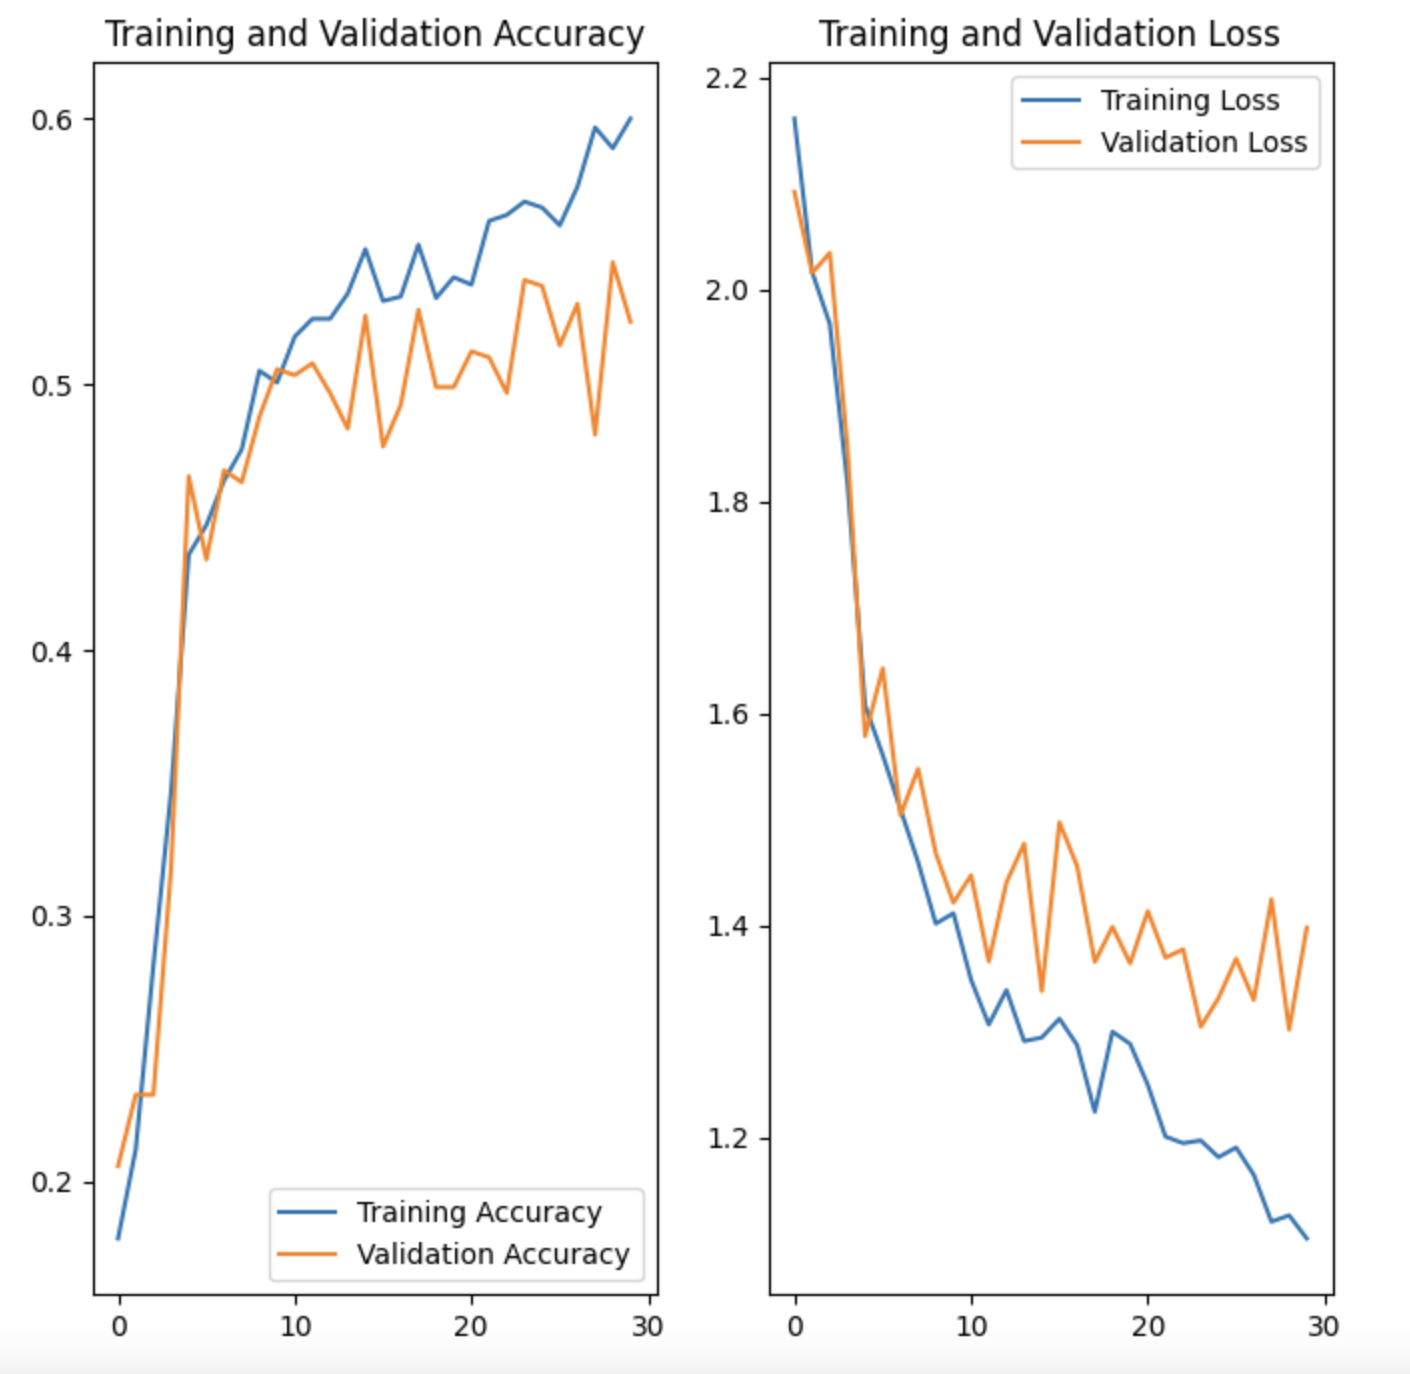 Training and Validation Accuracy
0.6
0.5
0.4
0.3
0.2
Training Accuracy
Validation Accuracy
0 10 20 30
Training and Validation Loss
2.2
2.0
1.8
1.6
1.4
1.2
Training Loss
Validation Loss
0 10 20 30